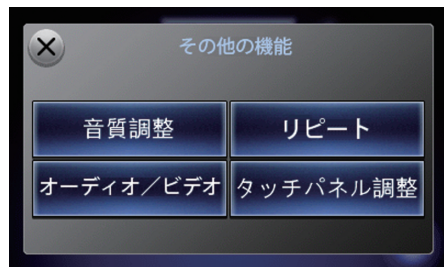 その他の機能
音質調整
リピート
オーディオ／ビデオ
タッチパネル調整